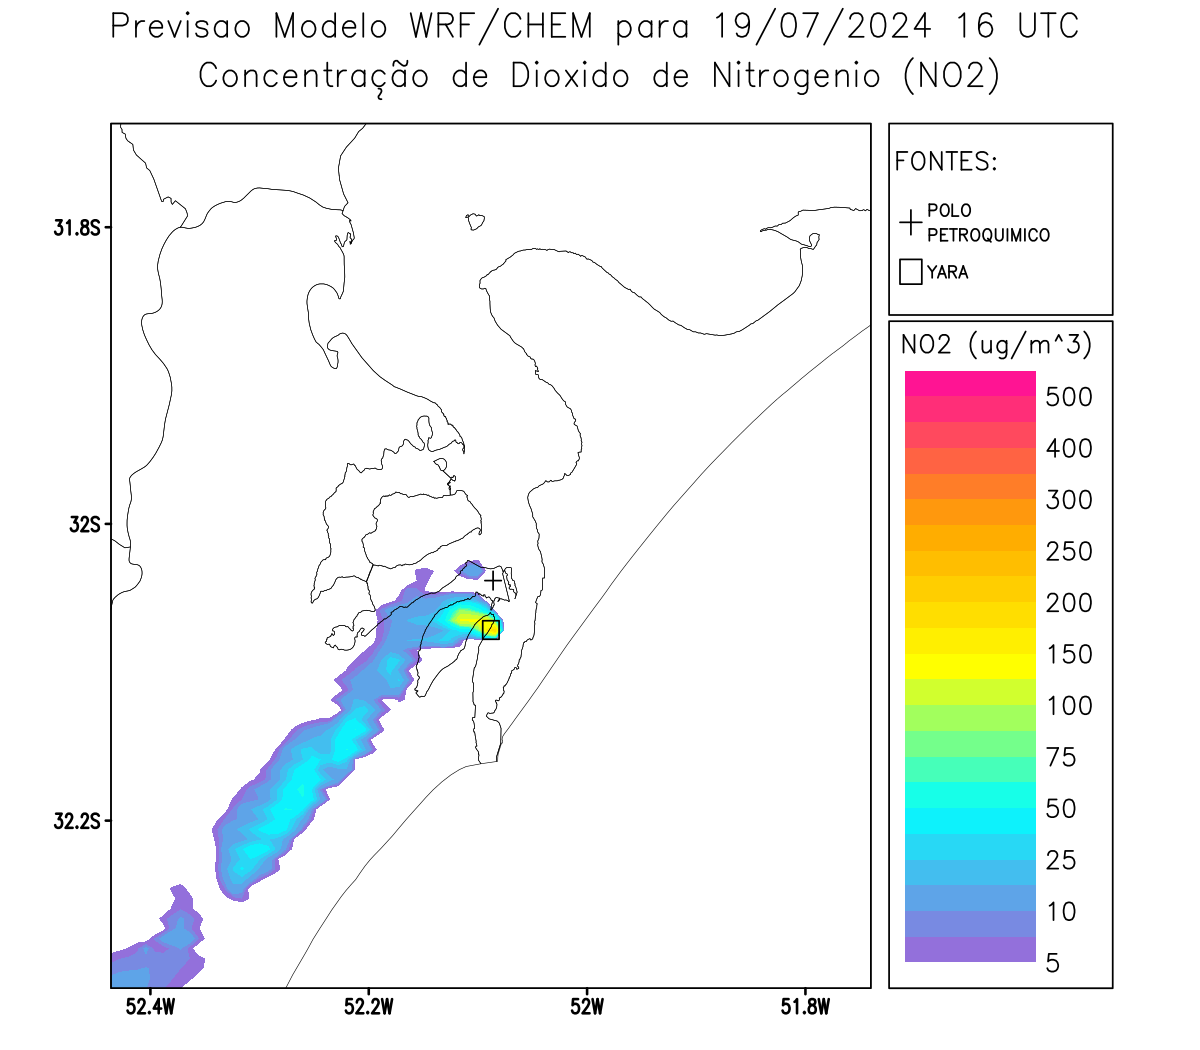 Previsao Modelo WRF/CHEM para 19/07/2024 16 UTC
Concentração de Dioxido de Nitrogenio (NO2)
FONTES:
POLO
PETROQUIMICO
YARA
NO2 (ug/m^3)
500
400
300
250
200
150
100
75
50
25
10
5
31.8S
32S
32.2S
52.4W
52.2W
52W
51.8W